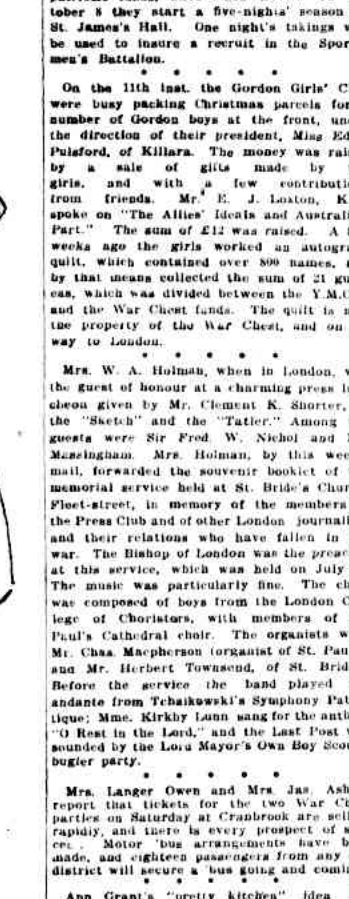 tober 8 they start a five-nights' season
St. James's Hall. One night's takings w
be used to insure a recruit in the Spor
men's Battalion.
* * * * *
On the 11th inst. the Gordon Girls' C
were busy packing Christmas parcels for
number of Gordon boys at the front, un
the direction of their president, Miss Ed
Pulsford, of Killara. The money was rai
by a sale of gifts made by
girls, and with a few contributi
from friends. Mr. E. J. Loxton, K
spoke on "The Allies' Ideals and Australi
Part." The sum of £12 was raised. A f
weeks ago the girls worked an autogr
quilt, which contained over 800 names,
by that means collected the sum of 21 gu
eas, which was divided between the Y.M.C
and the War Chest funds. The quilt is n
the property of the War Chest, and on
way to London.
* * * * *
Mrs. W. A. Holman, when in London, w
the guest of honour at a charming press l
cheon given by Mr. Clement K. Shorter,
the "Sketch" and the "Tatler." Among
guests were Sir Fred. W. Nichol and
Massingham. Mrs. Holman, by this wee
mail, forwarded the souvenir booklet of
memorial service held at St. Bride's Chur
Fleet-street, in memory of the members
the Press Club and of other London journali
and their relations who have fallen in
war. The Bishop of London was the preac
at this service, which was held on July
The music was particularly fine. The ch
was composed of boys from the London C
lege of Choristers, with members of
Paul's Cathedral choir. The organists w
Mr. Chas. Macpherson (organist of St. Pau
and Mr. Herbert Townsend, of St. Brid
Before the service the band played
andante from Tchaikowski's Symphony Pat
tique; Mme. Kirkby Lunn sang for the anth
"O Rest in the Lord," and the Last Post w
sounded by the Lord Mayor's Own Boy Scou
bugler party.
* * * * *
Mrs. Langer Owen and Mrs. Jas. Ash
report that tickets for the two War Ch
parties on Saturday at Cranbrook are sell
rapidly, and there is every prospect of s
ces. Motor 'bus arrangements have b
made, and eighteen passengers from any
district will secure a 'bus going and comin
* * * * *
Ann Grant's "pretty kitchen" idea